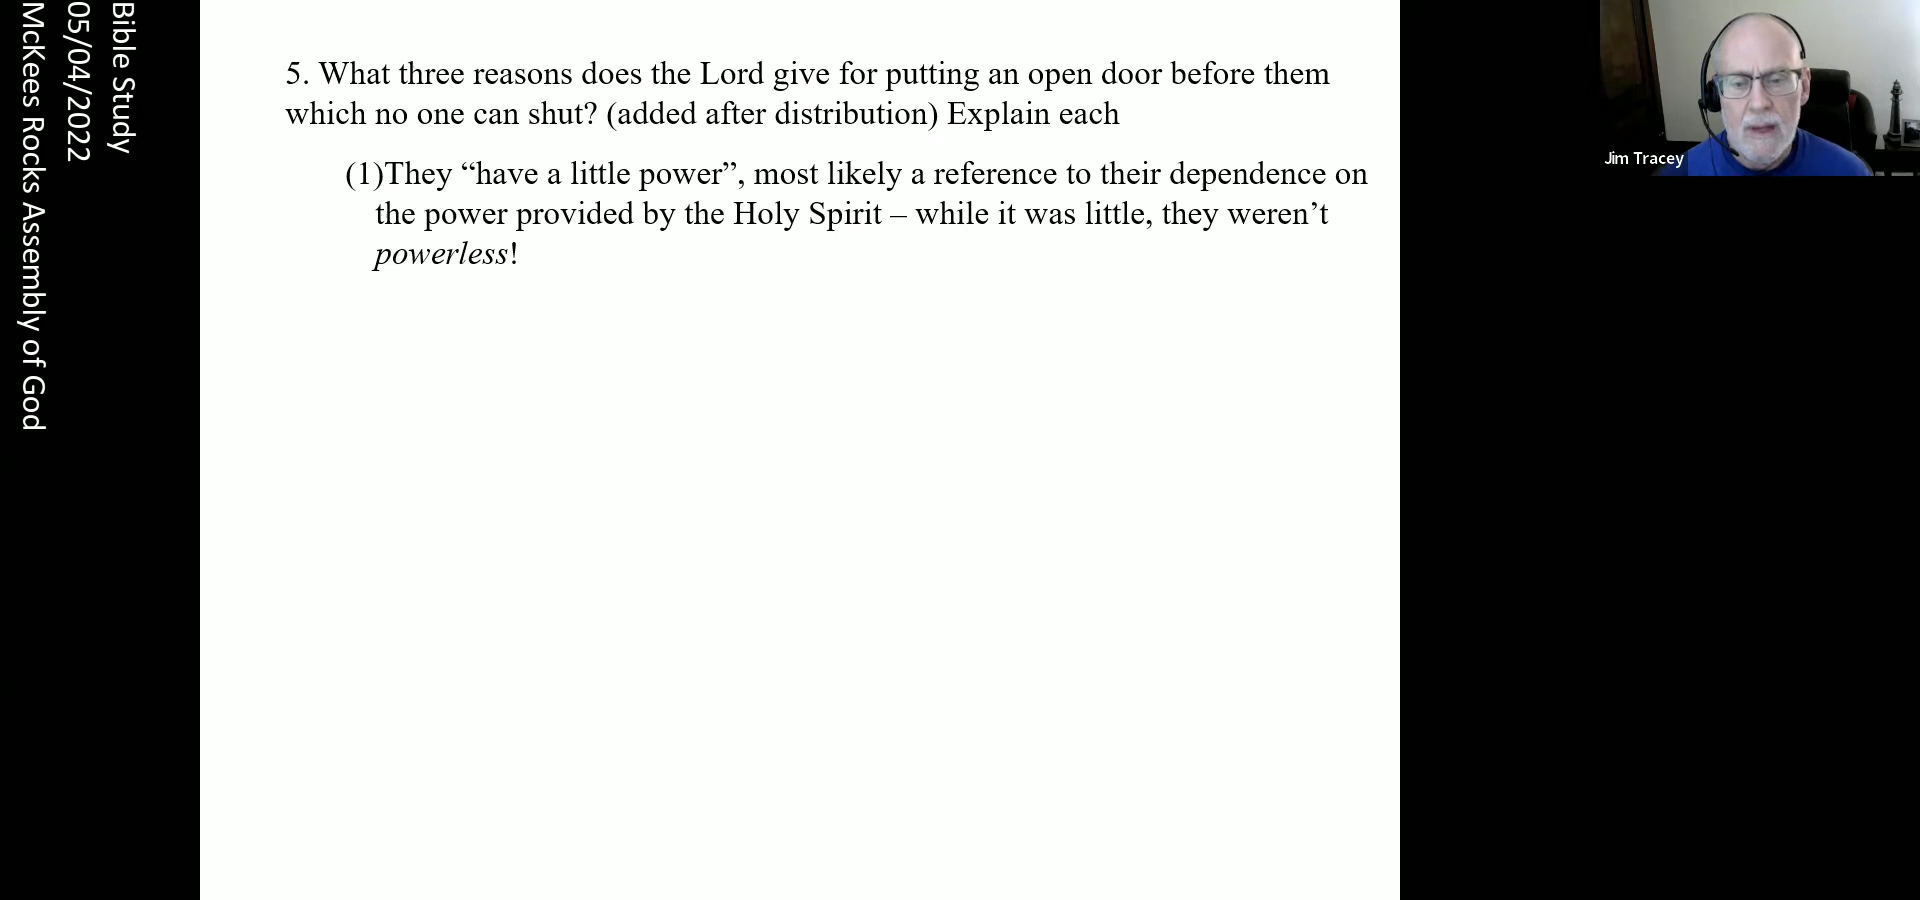 Bible Study
05/04/2022
McKees Rocks Assembly of God
5. What three reasons does the Lord give for putting an open door before them
which no one can shut? (added after distribution) Explain each
(1)They “have a little power”, most likely a reference to their dependence on
the power provided by the Holy Spirit – while it was little, they weren’t
powerless!
Jim Tracey